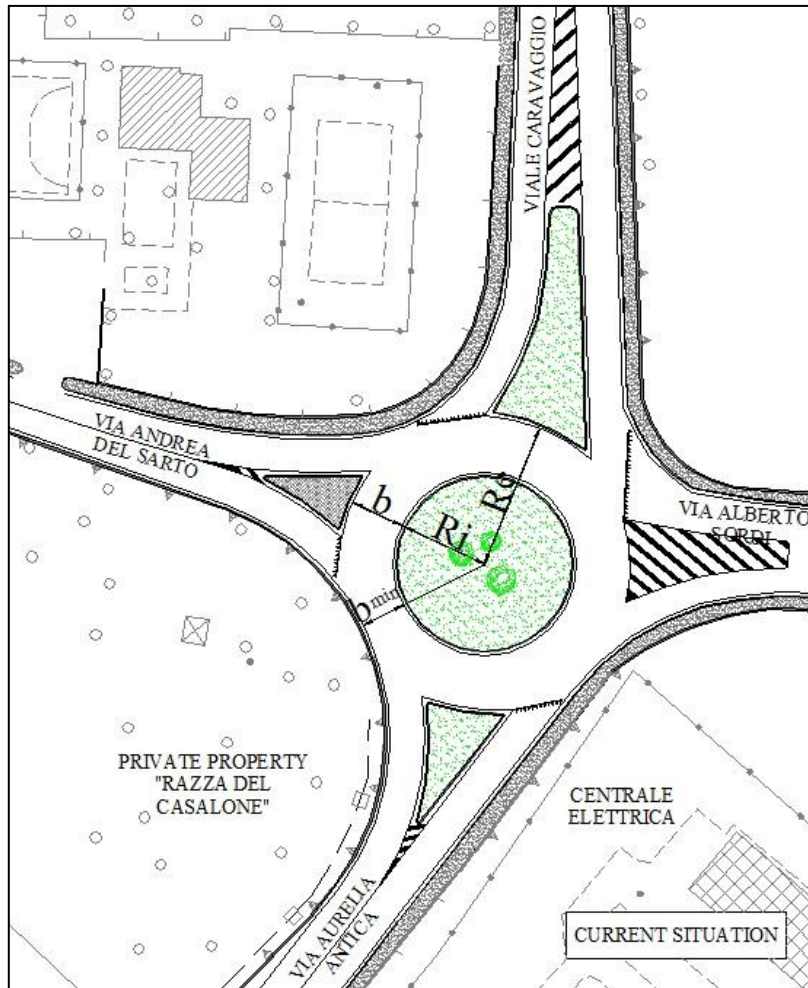 VIALE CARAVAGGIO
VIA ANDREA
DEL SARTO
Re
b
Ri
VIA ALBERTO
SORDI
bmin
PRIVATE PROPERTY
"RAZZA DEL
CASALONE"
CENTRALE
ELETTRICA
VIA AURELIA
ANTICA
CURRENT SITUATION